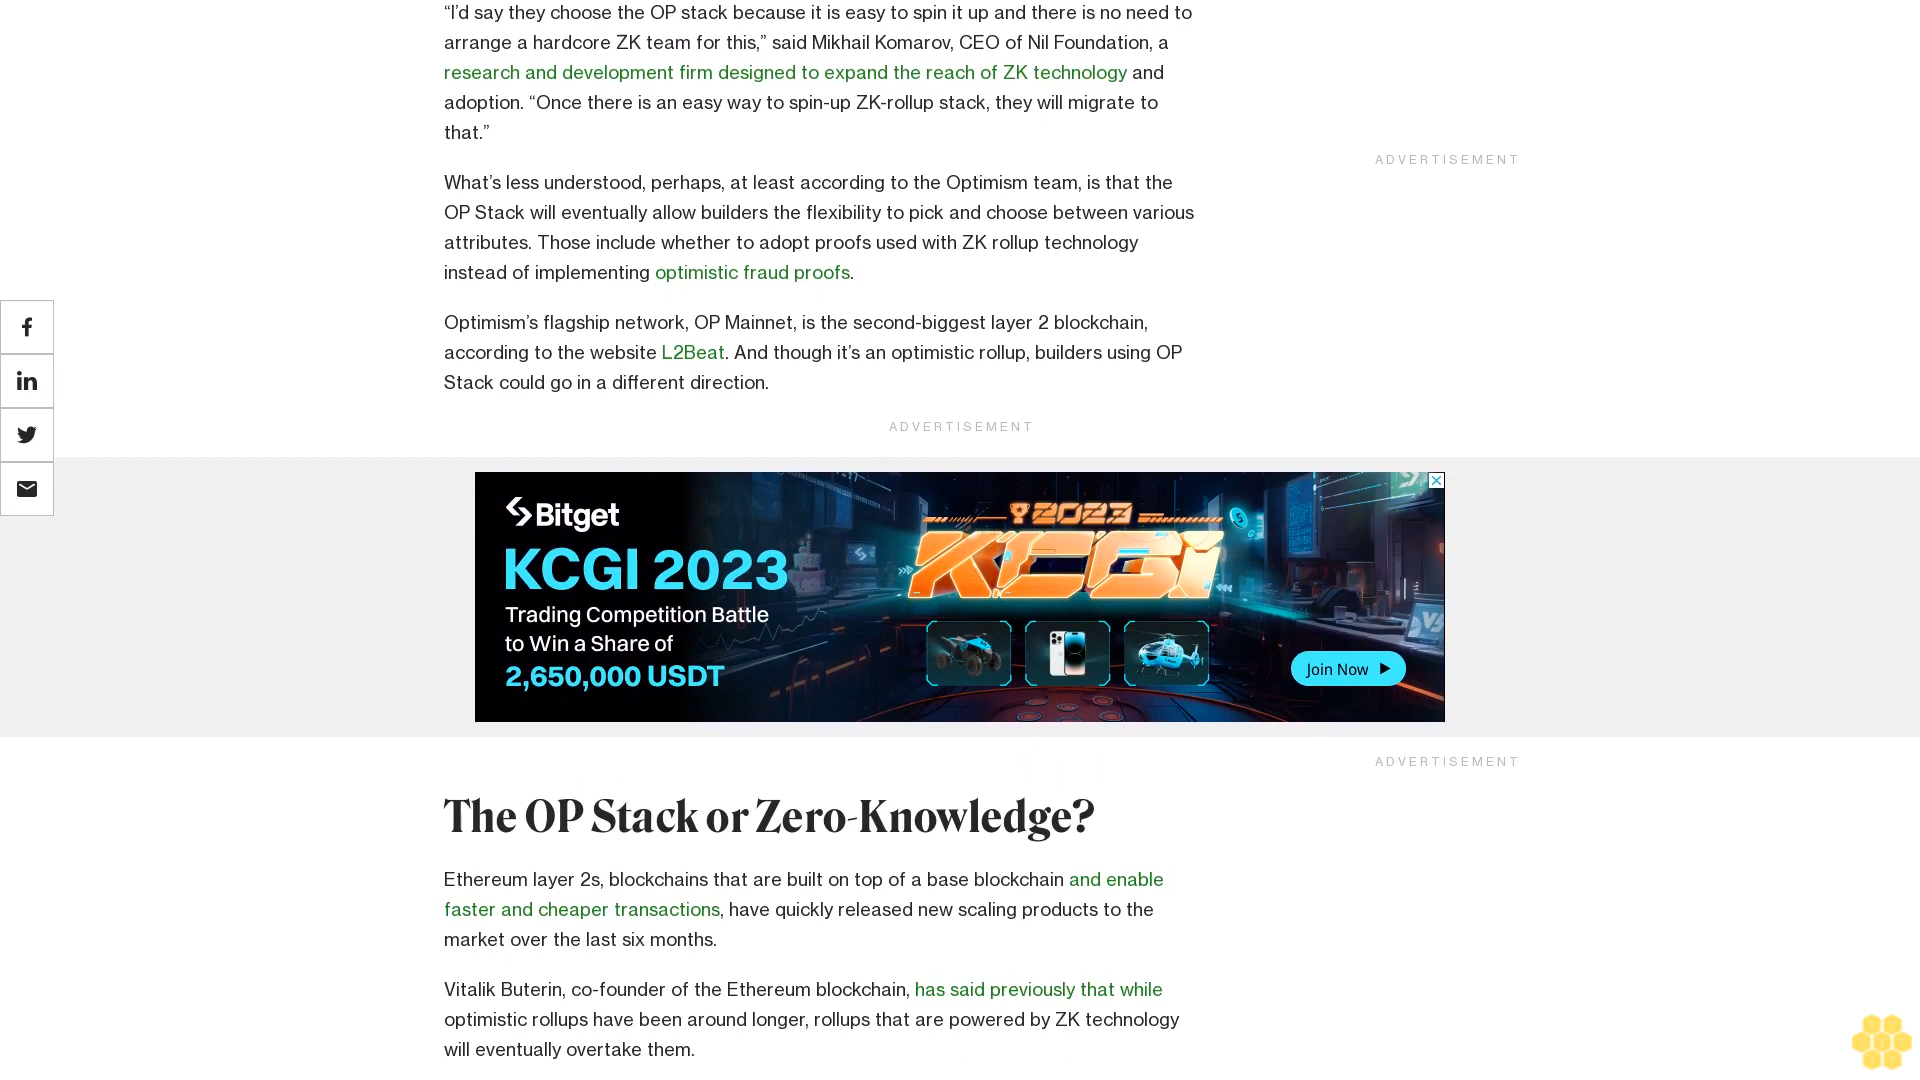 “I’d say they choose the OP stack because it is easy to spin it up and there is no need to
arrange a hardcore ZK team for this,” said Mikhail Komarov, CEO of Nil Foundation, a
research and development firm designed to expand the reach of ZK technology and
adoption. “Once there is an easy way to spin-up ZK-rollup stack, they will migrate to
that.”
ADVERTISEMENT
What’s less understood, perhaps, at least according to the Optimism team, is that the
OP Stack will eventually allow builders the flexibility to pick and choose between various
attributes. Those include whether to adopt proofs used with ZK rollup technology
instead of implementing optimistic fraud proofs.
Optimism’s flagship network, OP Mainnet, is the second-biggest layer 2 blockchain,
according to the website L2Beat. And though it’s an optimistic rollup, builders using OP
Stack could go in a different direction.
ADVERTISEMENT
Bitget
KCGI 2023
Trading Competition Battle
to Win a Share of
2,650,000 USDT
2023
KCGI
Join Now
ADVERTISEMENT
The OP Stack or Zero-Knowledge?
Ethereum layer 2s, blockchains that are built on top of a base blockchain and enable
faster and cheaper transactions, have quickly released new scaling products to the
market over the last six months.
Vitalik Buterin, co-founder of the Ethereum blockchain, has said previously that while
optimistic rollups have been around longer, rollups that are powered by ZK technology
will eventually overtake them.